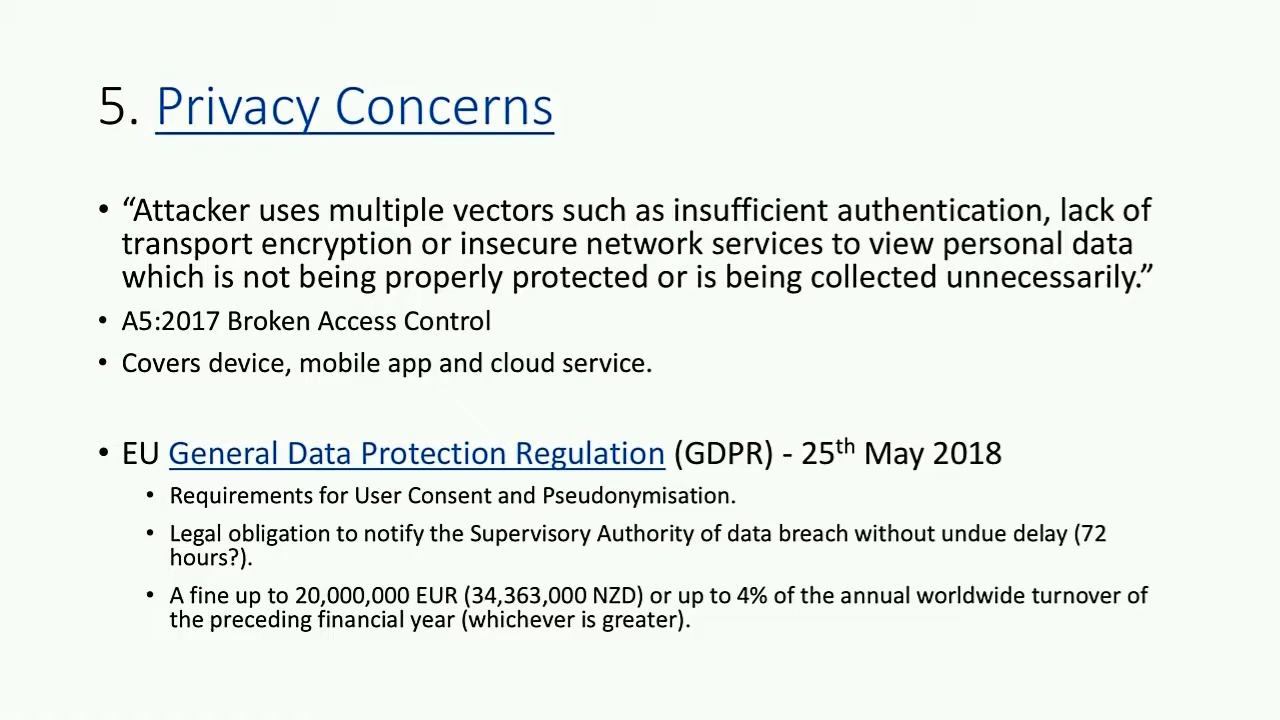 5. Privacy Concerns
• “Attacker uses multiple vectors such as insufficient authentication, lack of
transport encryption or insecure network services to view personal data
which is not being properly protected or is being collected unnecessarily.”
• A5:2017 Broken Access Control
• Covers device, mobile app and cloud service.
• EU General Data Protection Regulation (GDPR) - 25th May 2018
• Requirements for User Consent and Pseudonymisation.
• Legal obligation to notify the Supervisory Authority of data breach without undue delay (72
hours?).
• A fine up to 20,000,000 EUR (34,363,000 NZD) or up to 4% of the annual worldwide turnover of
the preceding financial year (whichever is greater).